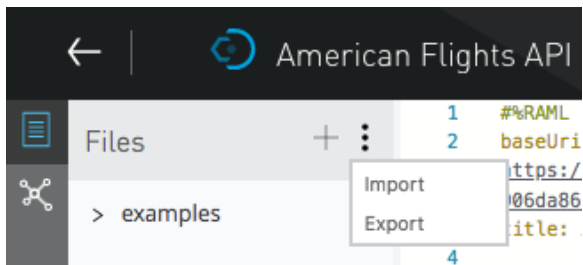 American Flights API
Files
1 #%RAML
2 baseUri
Import
Export
> examples
4